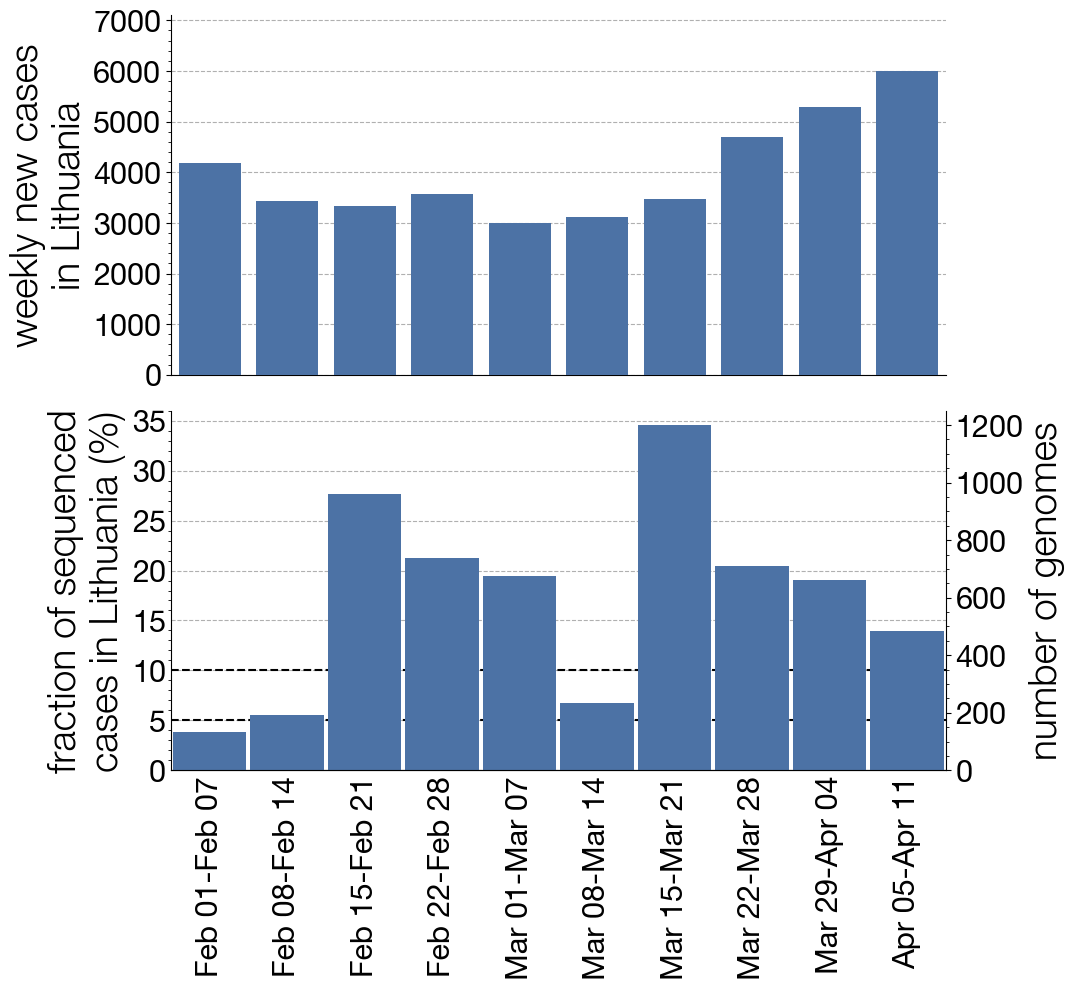 weekly new cases
in Lithuania
7000
6000
5000
4000
3000
2000
1000
0
fraction of sequenced
cases in Lithuania (%)
35
30
25
20
15
10
5
0
1200
1000
800
600
400
200
0
number of genomes
Feb 01-Feb 07
Feb 08-Feb 14
Feb 15-Feb 21
Feb 22-Feb 28
Mar 01-Mar 07
Mar 08-Mar 14
Mar 15-Mar 21
Mar 22-Mar 28
Mar 29-Apr 04
Apr 05-Apr 11